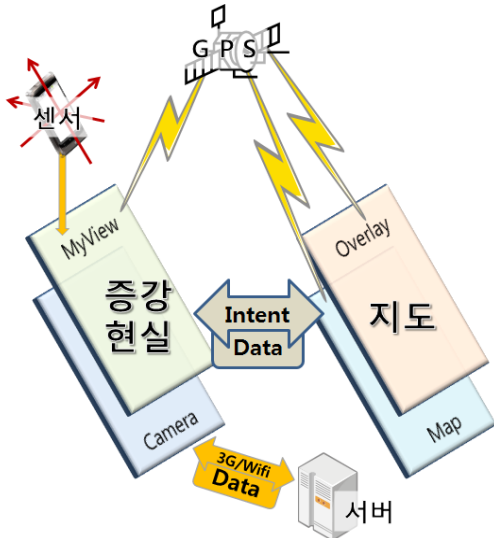 GPS
센서
MyView
증강
현실
Camera
Intent
Data
Overlay
지도
Map
3G/Wifi
Data
서버